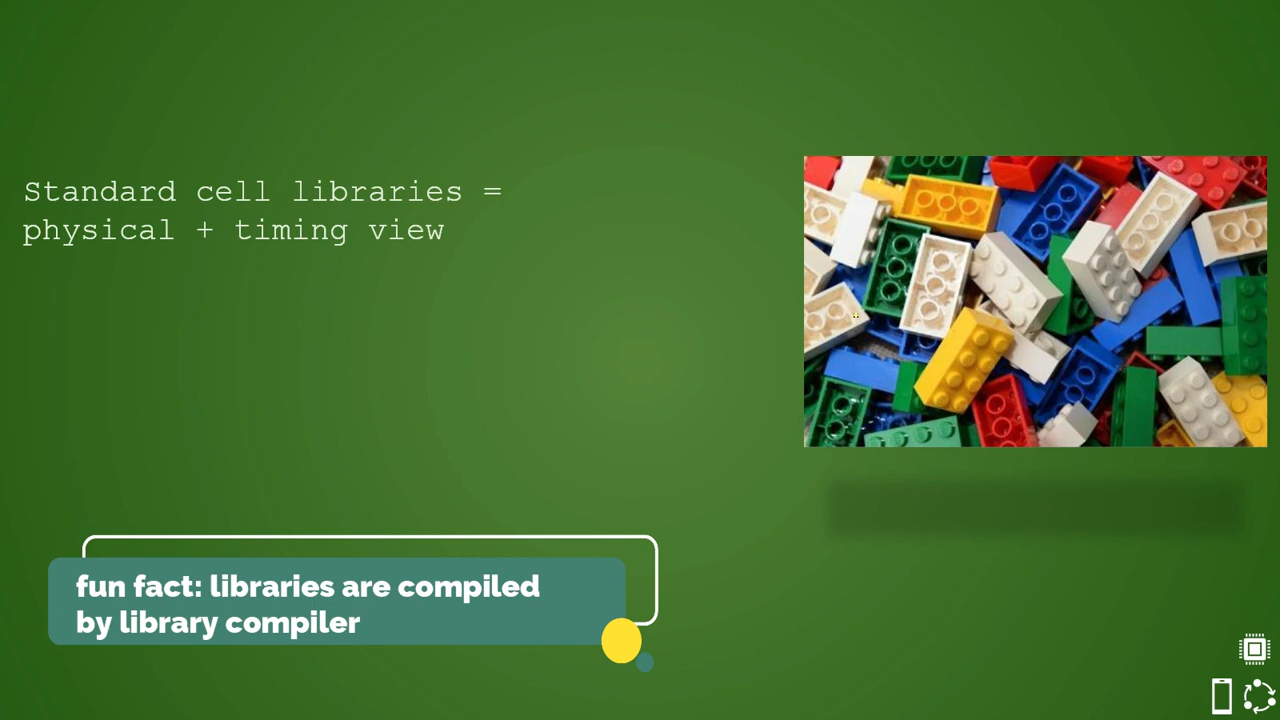 Standard cell libraries =
physical + timing view
fun fact: libraries are compiled
by library compiler